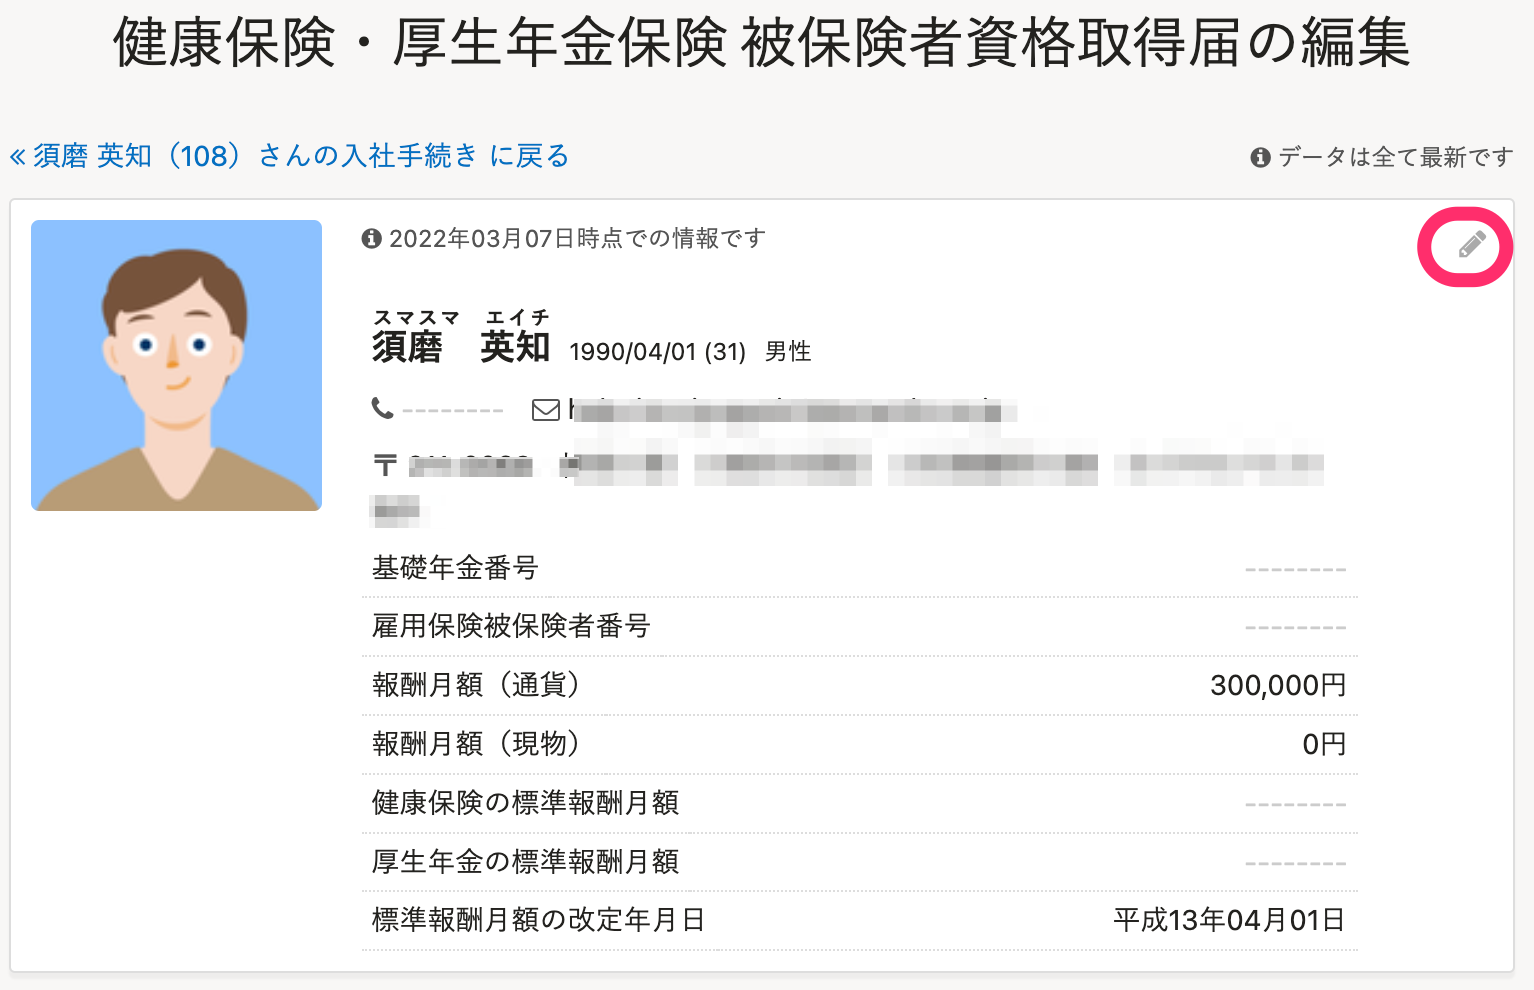 健康保険・厚生年金保険 被保険者資格取得届の編集
« 須磨 英知（108）さんの入社手続き に戻る
データは全て最新です
2022年03月07日時点での情報です
スマスマ エイチ
須磨 英知 1990/04/01 (31) 男性
--------
〒
基礎年金番号 --------
雇用保険被保険者番号 --------
報酬月額（通貨） 300,000円
報酬月額（現物） 0円
健康保険の標準報酬月額 --------
厚生年金の標準報酬月額 --------
標準報酬月額の改定年月日 平成13年04月01日